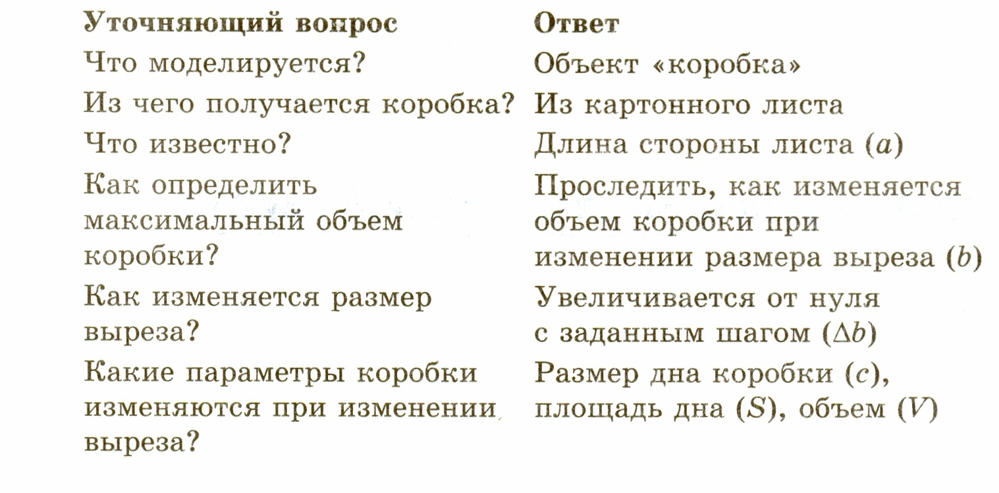 Уточняющий вопрос Ответ
Что моделируется? Объект «коробка»
Из чего получается коробка? Из картонного листа
Что известно? Длина стороны листа (a)
Как определить Проследить, как изменяется
максимальный объем объем коробки при
коробки? изменении размера выреза (b)
Как изменяется размер Увеличивается от нуля
выреза? с заданным шагом (Δb)
Какие параметры коробки Размер дна коробки (c),
изменяются при изменении площадь дна (S), объем (V)
выреза?